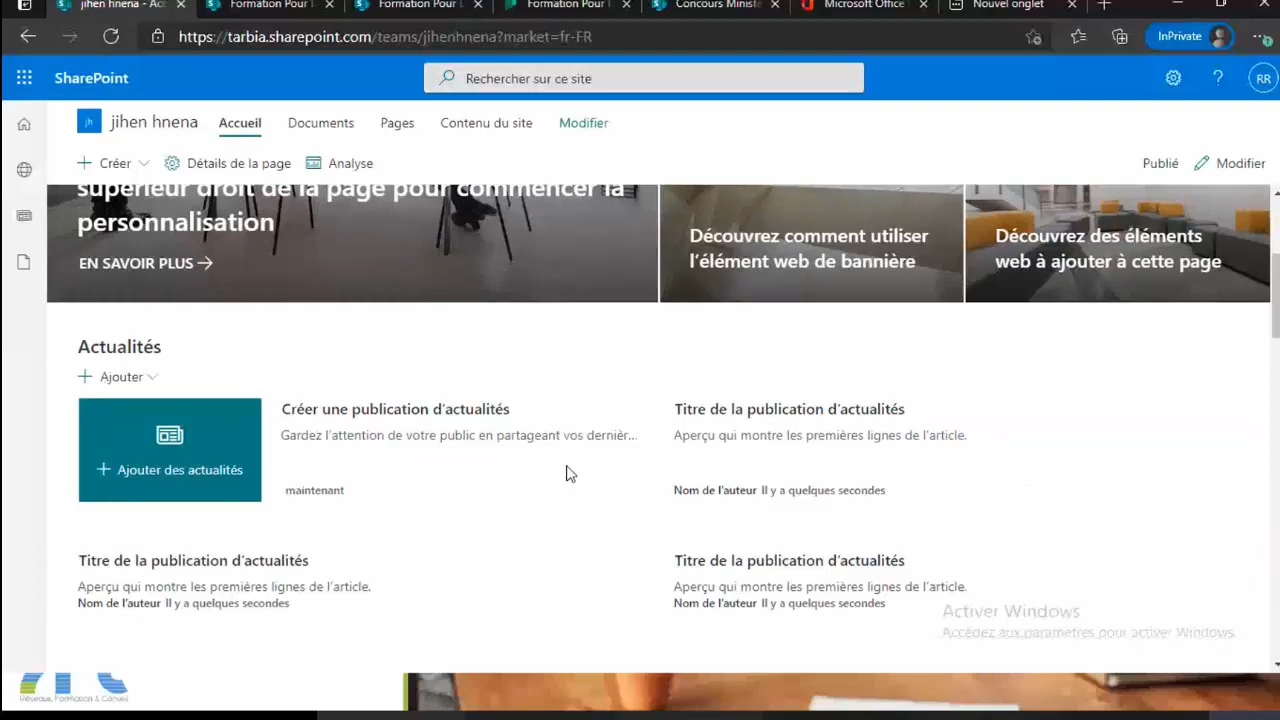 jihen hnena - Acc
Formation Pour l
Formation Pour l
Formation Pour l
Concours Ministè
Microsoft Office
Nouvel onglet
https://tarbia.sharepoint.com/teams/jihenhnena?market=fr-FR
InPrivate
SharePoint
Rechercher sur ce site
?
RR
jh
jihen hnena
Accueil
Documents
Pages
Contenu du site
Modifier
+ Créer
Détails de la page
Analyse
Publié
Modifier
supérieur droit de la page pour commencer la
personnalisation
EN SAVOIR PLUS →
Découvrez comment utiliser
l'élément web de bannière
Découvrez des éléments
web à ajouter à cette page
Actualités
+ Ajouter
+ Ajouter des actualités
Créer une publication d'actualités
Gardez l'attention de votre public en partageant vos dernièr...
maintenant
Titre de la publication d'actualités
Aperçu qui montre les premières lignes de l'article.
Nom de l'auteur Il y a quelques secondes
Titre de la publication d'actualités
Aperçu qui montre les premières lignes de l'article.
Nom de l'auteur Il y a quelques secondes
Titre de la publication d'actualités
Aperçu qui montre les premières lignes de l'article.
Nom de l'auteur Il y a quelques secondes
Activer Windows
Accédez aux paramètres pour activer Windows.
Réseaux, Formation & Conseil